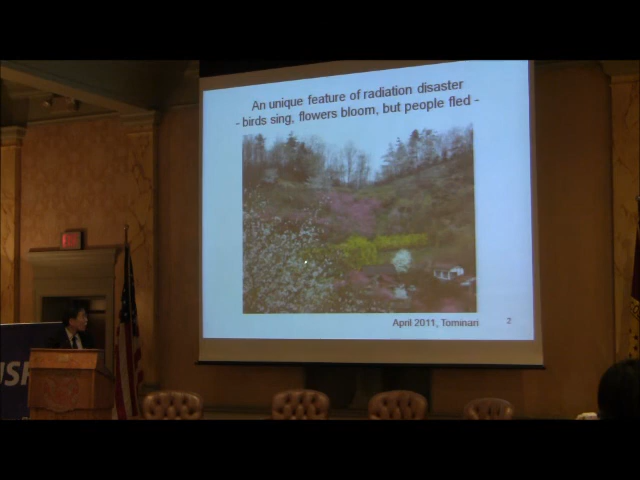 An unique feature of radiation disaster
- birds sing, flowers bloom, but people fled -
April 2011, Tominari
2